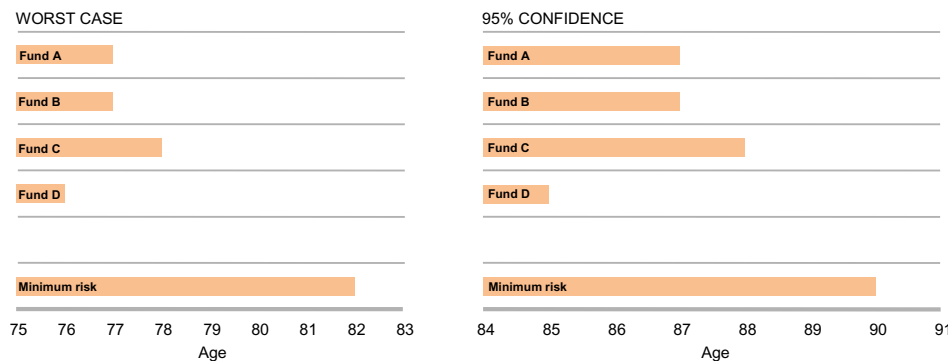 WORST CASE
Fund A
Fund B
Fund C
Fund D
Minimum risk
75 76 77 78 79 80 81 82 83
Age
95% CONFIDENCE
Fund A
Fund B
Fund C
Fund D
Minimum risk
84 85 86 87 88 89 90 91
Age